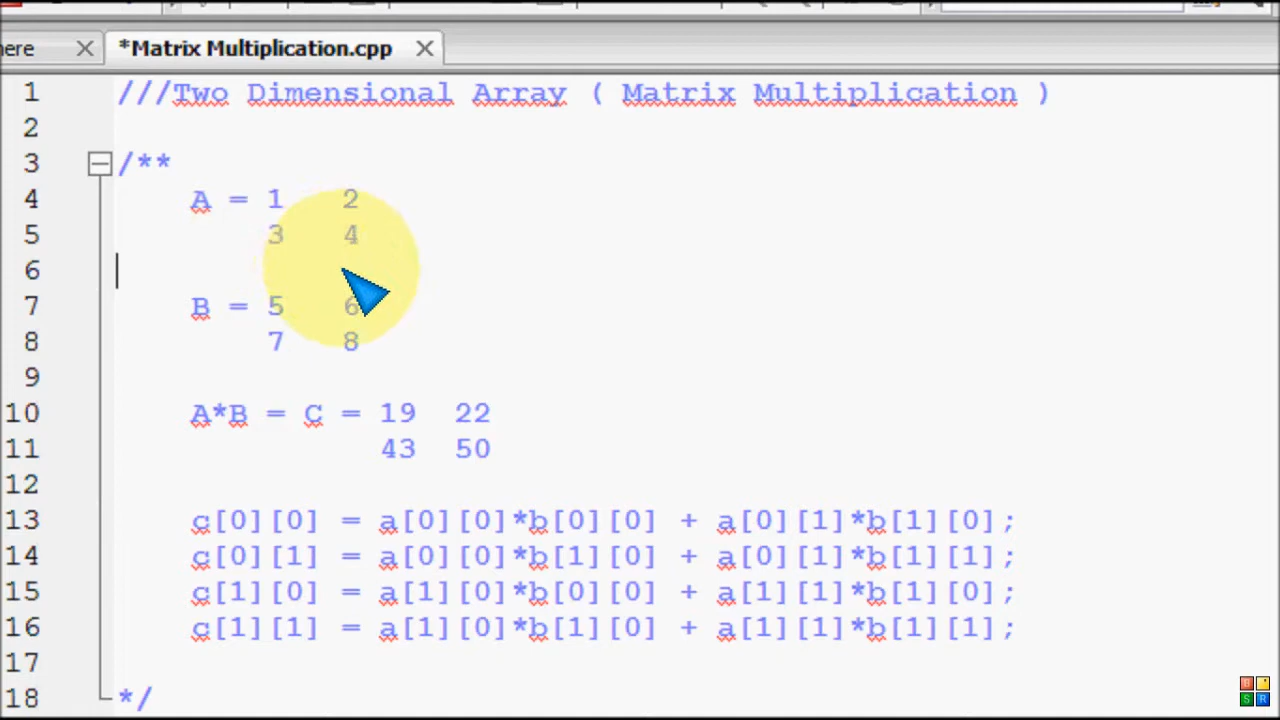 ere
*Matrix Multiplication.cpp
1 ///Two Dimensional Array ( Matrix Multiplication )
2
3 /**
4 A = 1 2
5 3 4
6
7 B = 5 6
8 7 8
9
10 A*B = C = 19 22
11 43 50
12
13 c[0][0] = a[0][0]*b[0][0] + a[0][1]*b[1][0];
14 c[0][1] = a[0][0]*b[1][0] + a[0][1]*b[1][1];
15 c[1][0] = a[1][0]*b[0][0] + a[1][1]*b[1][0];
16 c[1][1] = a[1][0]*b[1][0] + a[1][1]*b[1][1];
17
18 */
B
S R